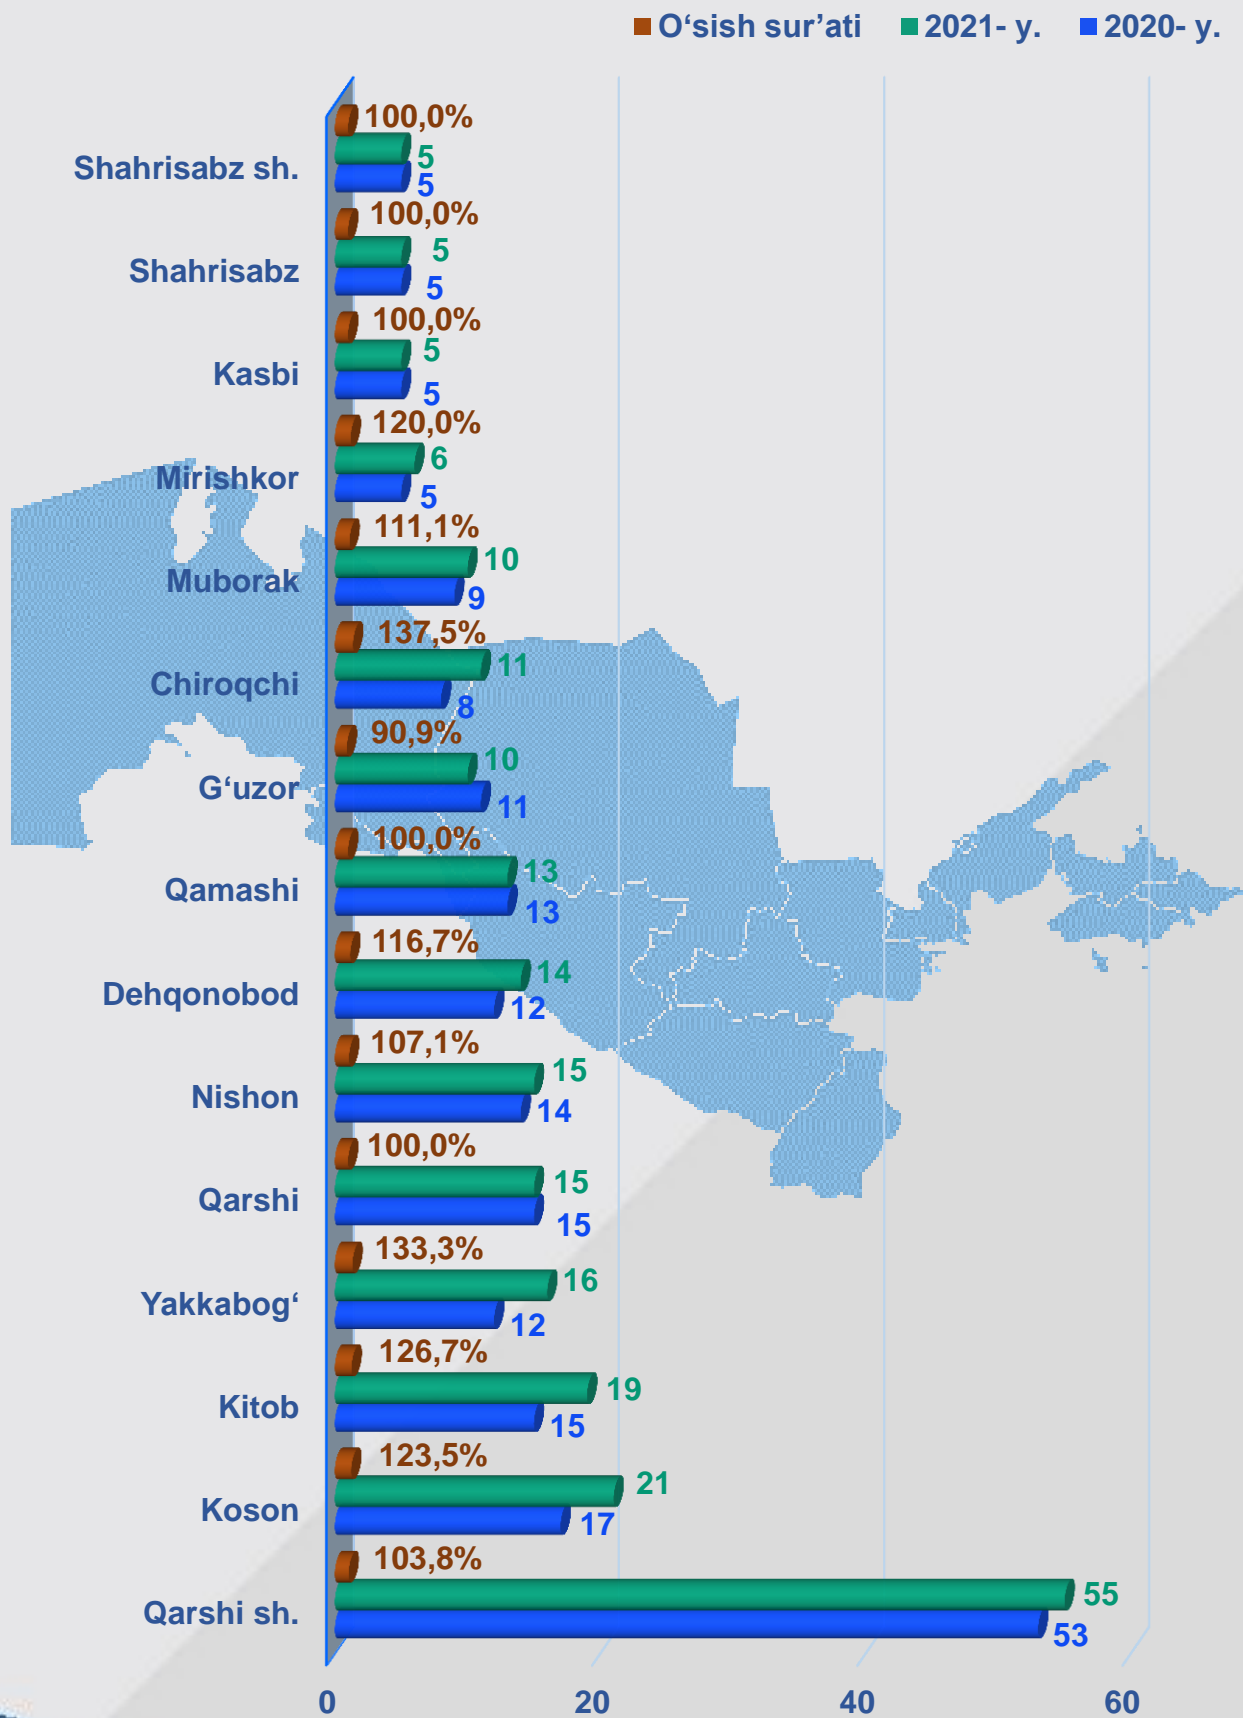 O‘sish sur’ati 2021- y. 2020- y.
100,0%
Shahrisabz sh. 5
5
100,0%
Shahrisabz 5
5
100,0%
Kasbi 5
5
120,0%
Mirishkor 6
5
111,1%
Muborak 10
9
137,5%
Chiroqchi 11
8
90,9%
G‘uzor 10
11
100,0%
Qamashi 13
13
116,7%
Dehqonobod 14
12
107,1%
Nishon 15
14
100,0%
Qarshi 15
15
133,3%
Yakkabog‘ 16
12
126,7%
Kitob 19
15
123,5%
Koson 21
17
103,8%
Qarshi sh. 55
53
0 20 40 60